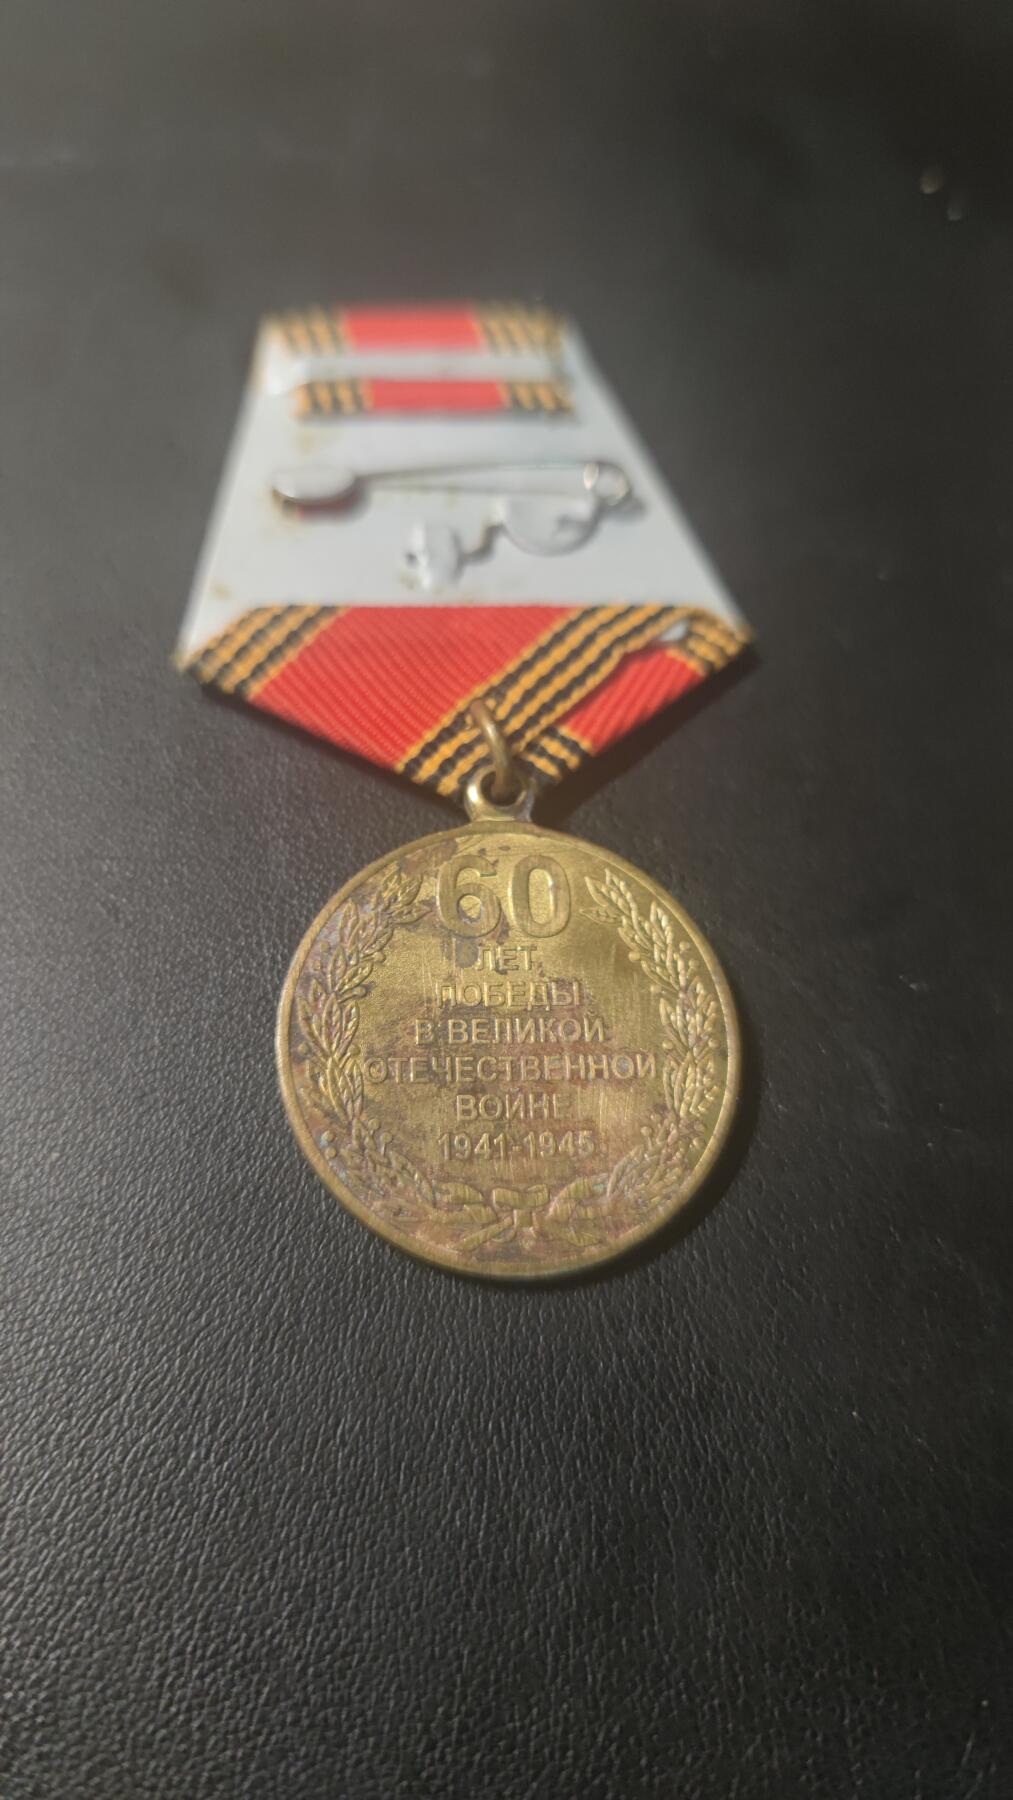 60
ЛЕТ
ПОБЕДЫ
В ВЕЛИКОЙ
ОТЕЧЕСТВЕННОЙ
ВОЙНЕ
1941-1945